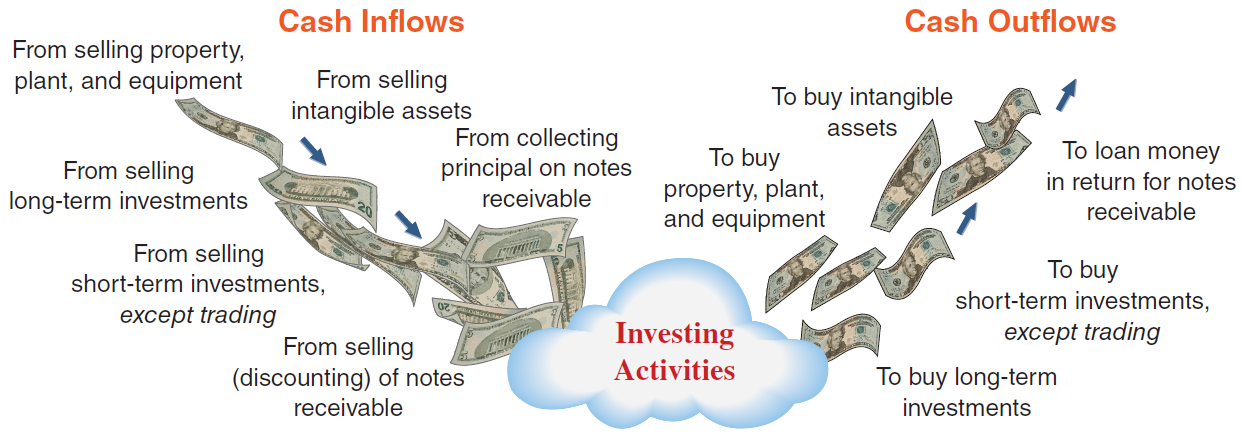 Cash Inflows
From selling property,
plant, and equipment
From selling
intangible assets
From collecting
principal on notes
receivable
From selling
long-term investments
From selling
short-term investments,
except trading
From selling
(discounting) of notes
receivable
Investing
Activities
Cash Outflows
To buy intangible
assets
To buy
property, plant,
and equipment
To loan money
in return for notes
receivable
To buy
short-term investments,
except trading
To buy long-term
investments
20
5
20